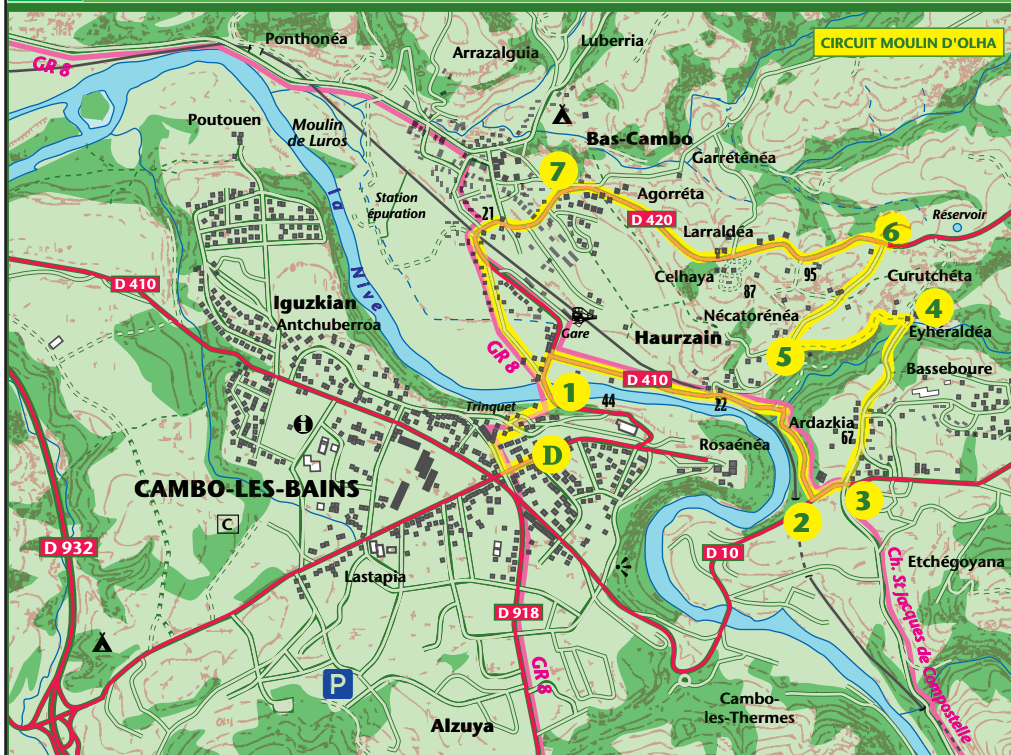 Ponthonéa
Luberria
Arrazalguia
CIRCUIT MOULIN D'OLHA
GR 8
Poutouen
Moulin
de Luros
Bas-Cambo
Garréténéa
7
Agorréta
la
Nive
Station
épuration
21
D 420
Réservoir
6
Larraldéa
95
Celhaya
87
Curutchéta
D 410
Iguzkian
Antchuberroa
Nécatorénéa
4
Gare
Haurzain
Eyhéraldéa
GR 8
5
Basseboure
D 410
1
44
22
Trinquet
Ardazkia
67
Rosaénéa
D
CAMBO-LES-BAINS
3
2
C
D 932
D 10
Etchégoyana
Lastapia
Ch. St Jacques de Compostelle
D 918
GR 8
P
Cambo-
les-Thermes
Alzuya